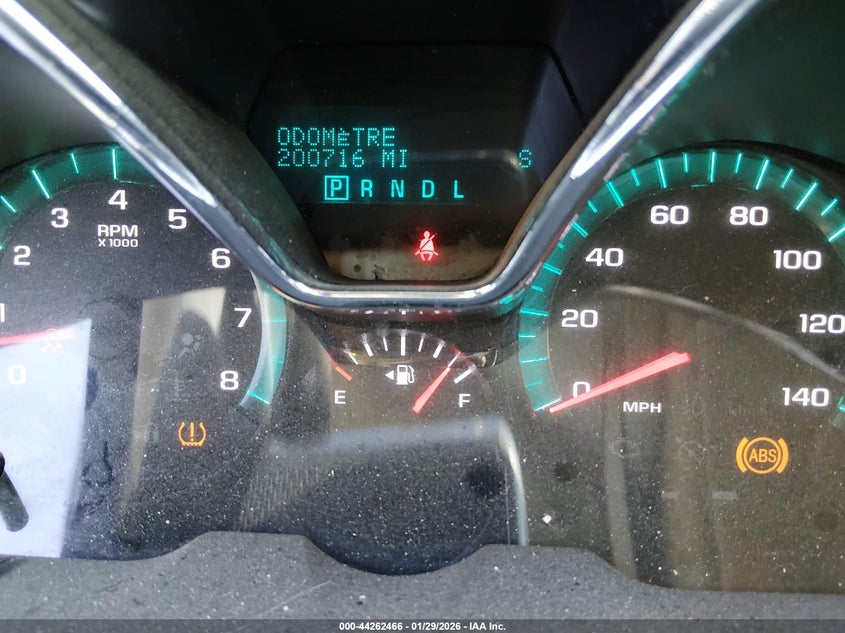 ODOMèTRE
200716 MI S
P R N D L
0 1 2 3 4 5 6 7 8
RPM
X 1000
E F
0 20 40 60 80 100 120 140
MPH
ABS
000-44262466 - 01/29/2026 - IAA Inc.